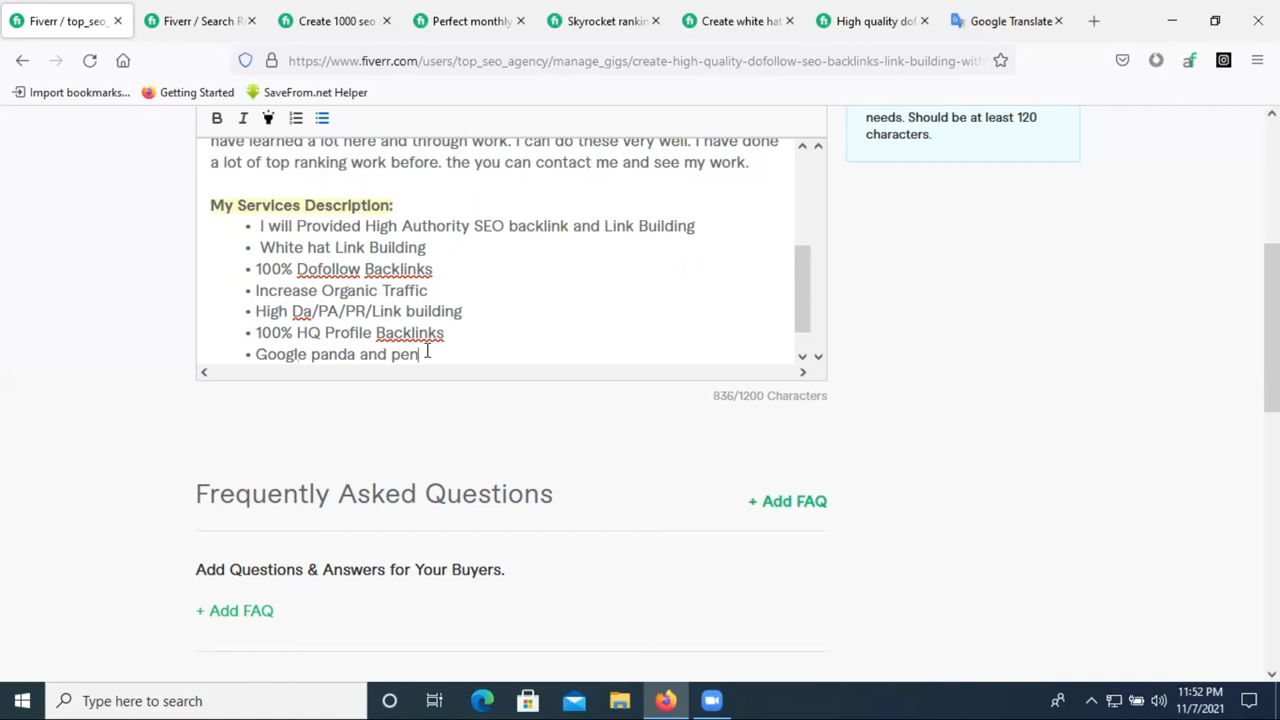 Fiverr / top_seo_
Fiverr / Search R
Create 1000 seo
Perfect monthly
Skyrocket rankin
Create white hat
High quality dof
Google Translate
https://www.fiverr.com/users/top_seo_agency/manage_gigs/create-high-quality-dofollow-seo-backlinks-link-building-with
Import bookmarks...
Getting Started
SaveFrom.net Helper
B I
needs. Should be at least 120
characters.
have learned a lot here and through work. I can do these very well. I have done
a lot of top ranking work before. the you can contact me and see my work.
My Services Description:
• I will Provided High Authority SEO backlink and Link Building
• White hat Link Building
• 100% Dofollow Backlinks
• Increase Organic Traffic
• High Da/PA/PR/Link building
• 100% HQ Profile Backlinks
• Google panda and pen
836/1200 Characters
Frequently Asked Questions
+ Add FAQ
Add Questions & Answers for Your Buyers.
+ Add FAQ
Type here to search
11:52 PM
11/7/2021